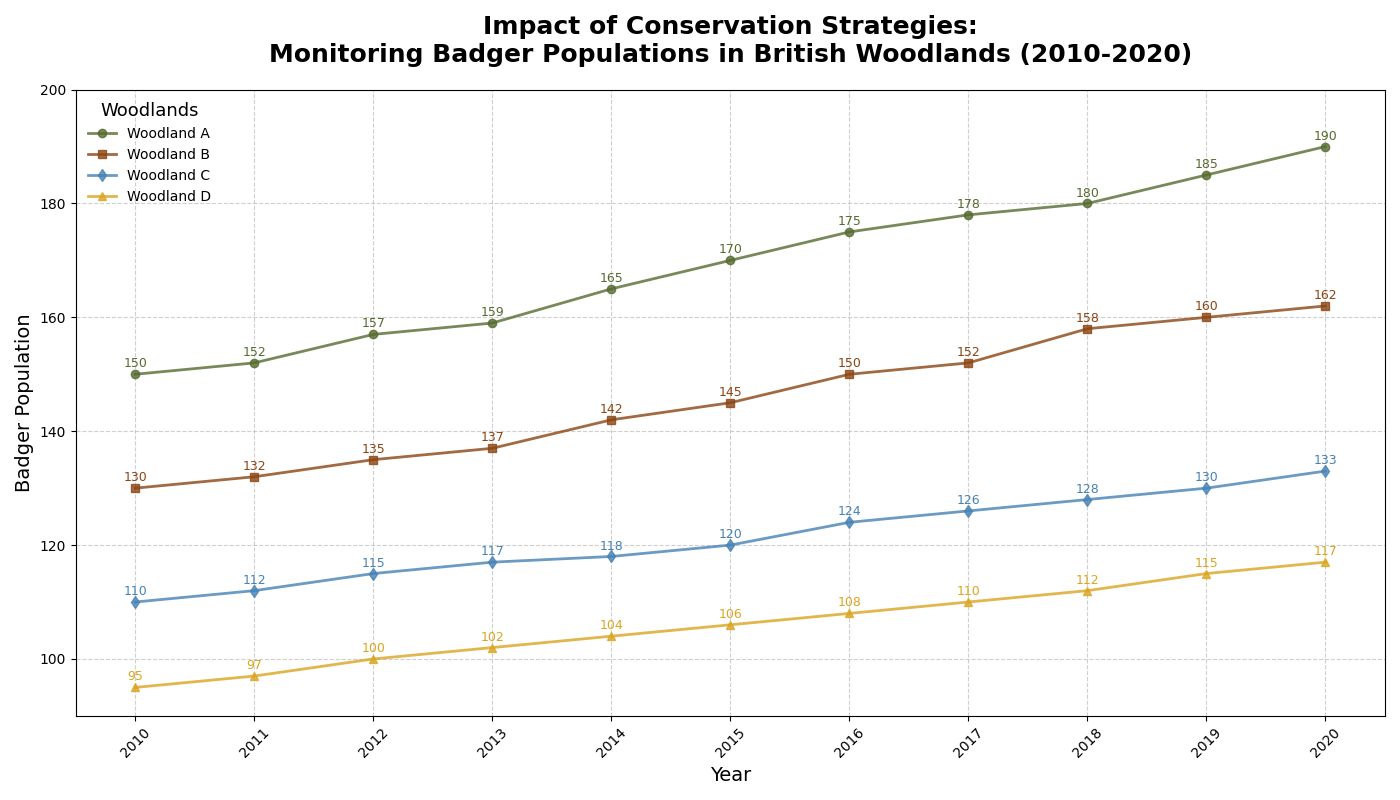 Impact of Conservation Strategies:
Monitoring Badger Populations in British Woodlands (2010-2020)
Woodlands
Woodland A
Woodland B
Woodland C
Woodland D
Badger Population
200
180
160
140
120
100
150 152 157 159 165 170 175 178 180 185 190
130 132 135 137 142 145 150 152 158 160 162
110 112 115 117 118 120 124 126 128 130 133
95 97 100 102 104 106 108 110 112 115 117
2010 2011 2012 2013 2014 2015 2016 2017 2018 2019 2020
Year